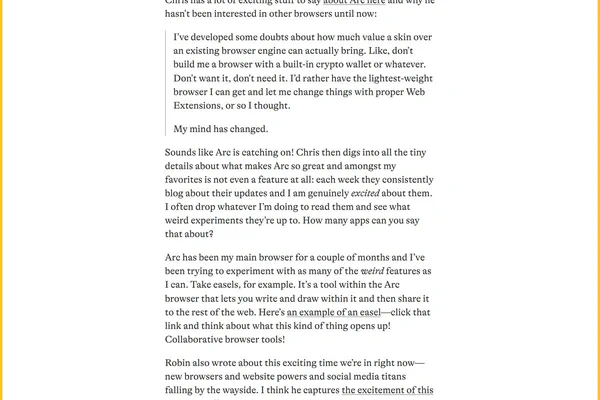 Chris has a lot of exciting stuff to say about Arc here and why he
hasn't been interested in other browsers until now:
I've developed some doubts about how much value a skin over
an existing browser engine can actually bring. Like, don't
build me a browser with a built-in crypto wallet or whatever.
Don't want it, don't need it. I'd rather have the lightest-weight
browser I can get and let me change things with proper Web
Extensions, or so I thought.
My mind has changed.
Sounds like Arc is catching on! Chris then digs into all the tiny
details about what makes Arc so great and amongst my
favorites is not even a feature at all: each week they consistently
blog about their updates and I am genuinely excited about them.
I often drop whatever I'm doing to read them and see what
weird experiments they're up to. How many apps can you say
that about?
Arc has been my main browser for a couple of months and I've
been trying to experiment with as many of the weird features as
I can. Take easels, for example. It's a tool within the Arc
browser that lets you write and draw within it and then share it
to the rest of the web. Here's an example of an easel—click that
link and think about what this kind of thing opens up!
Collaborative browser tools!
Robin also wrote about this exciting time we're in right now—
new browsers and website powers and social media titans
falling by the wayside. I think he captures the excitement of this